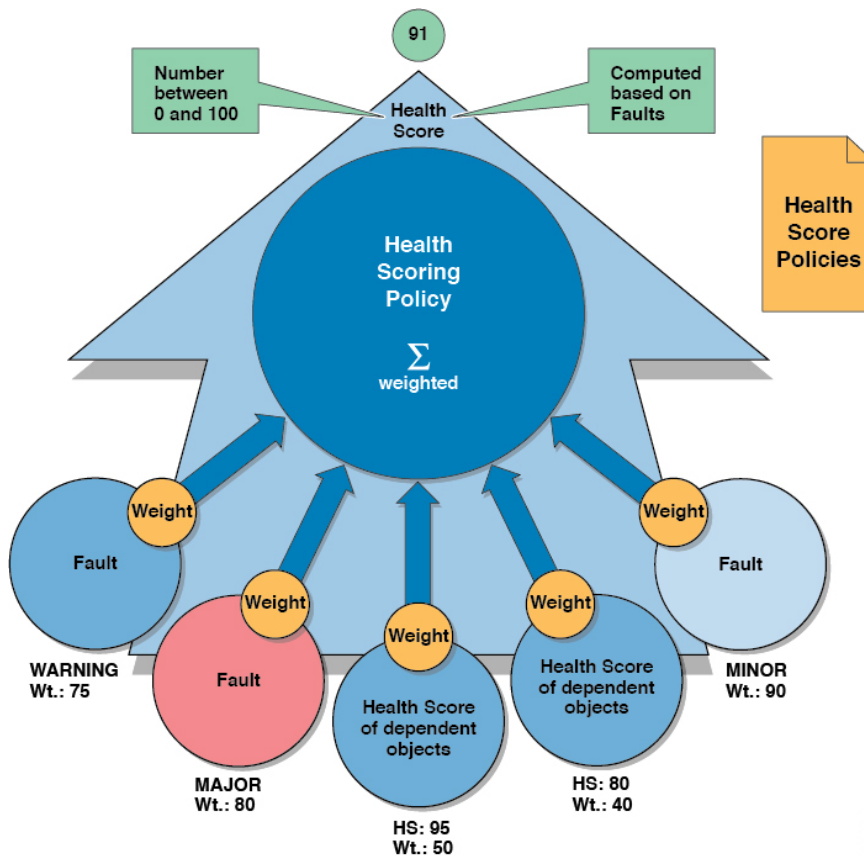 91
Number
between
0 and 100
Health
Score
Computed
based on
Faults
Health
Score
Policies
Health
Scoring
Policy
Σ
weighted
Weight
Fault
WARNING
Wt.: 75
Weight
Fault
MAJOR
Wt.: 80
Weight
Health Score
of dependent
objects
HS: 95
Wt.: 50
Weight
Health Score
of dependent
objects
HS: 80
Wt.: 40
Weight
Fault
MINOR
Wt.: 90